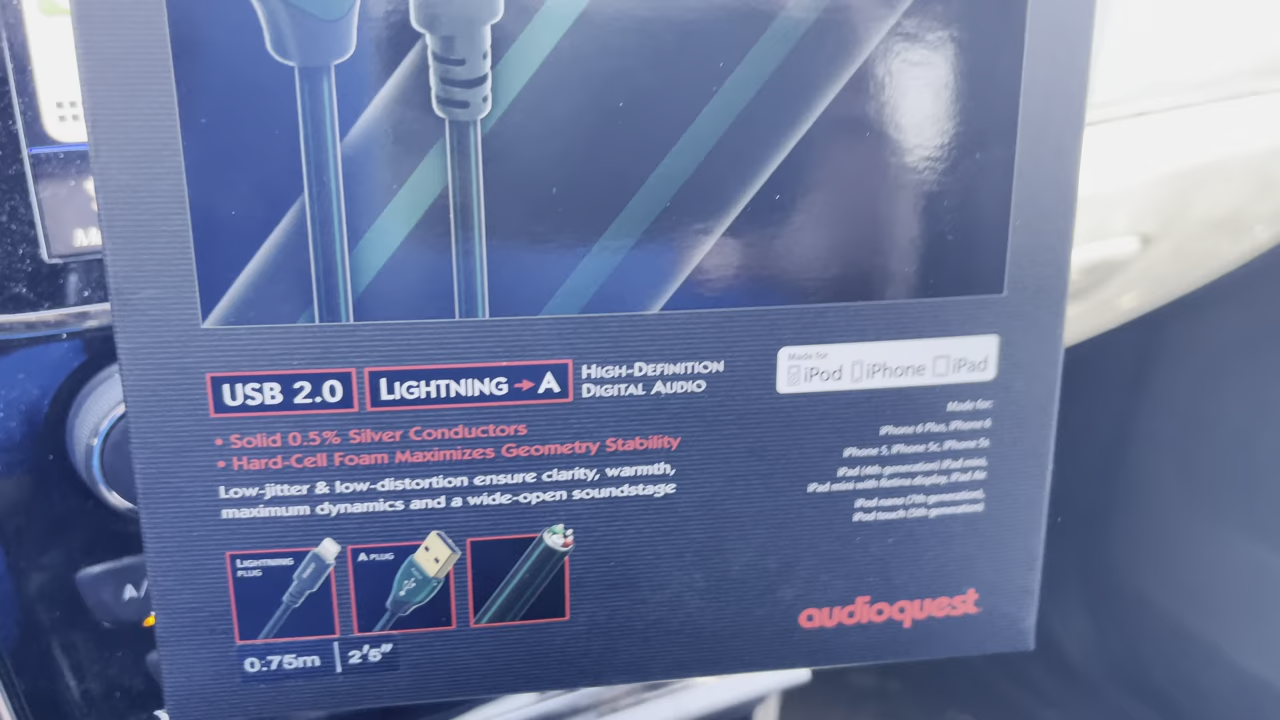 USB 2.0
LIGHTNING → A
HIGH-DEFINITION
DIGITAL AUDIO
• Solid 0.5% Silver Conductors
• Hard-Cell Foam Maximizes Geometry Stability
Low-jitter & low-distortion ensure clarity, warmth,
maximum dynamics and a wide-open soundstage
LIGHTNING
PLUG
A PLUG
0.75m | 2'5"
Made for
iPod iPhone iPad
Made for:
iPhone 6 Plus, iPhone 6
iPhone 5, iPhone 5c, iPhone 5s
iPad (4th generation) iPad mini,
iPad mini with Retina display, iPad Air
iPod nano (7th generation),
iPod touch (5th generation)
audioquest